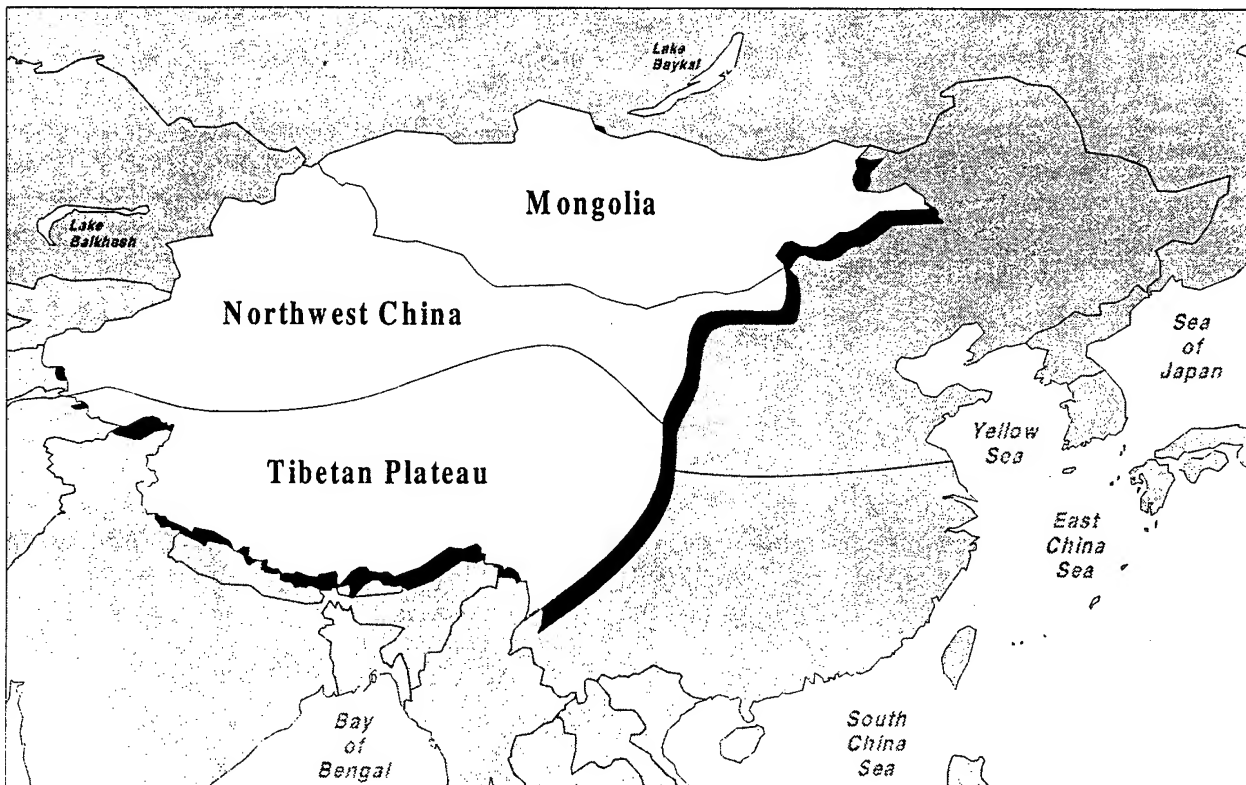 Lake
Baykal
Mongolia
Lake
Balkhash
Northwest China
Sea
of
Japan
Tibetan Plateau
Yellow
Sea
East
China
Sea
Bay
of
Bengal
South
China
Sea